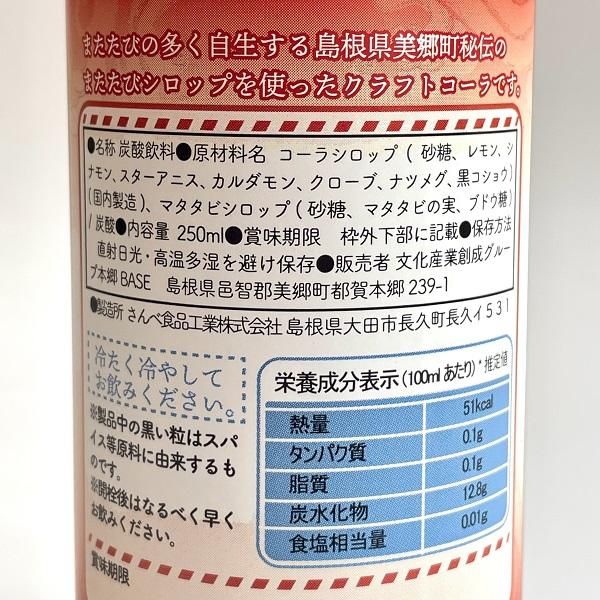 またたびの多く自生する島根県美郷町秘伝の
またたびシロップを使ったクラフトコーラです。
●名称 炭酸飲料●原材料名 コーラシロップ(砂糖、レモン、シ
ナモン、スターアニス、カルダモン、クローブ、ナツメグ、黒コショウ)
(国内製造)、マタタビシロップ(砂糖、マタタビの実、ブドウ糖)
/炭酸●内容量 250ml●賞味期限 枠外下部に記載●保存方法
直射日光・高温多湿を避け保存●販売者 文化産業創成グルー
プ本郷BASE 島根県邑智郡美郷町都賀本郷239-1
●製造所 さんべ食品工業株式会社 島根県大田市長久町長久イ531
冷たく冷やして
お飲みください。
※製品中の黒い粒はスパ
イス等原料に由来するも
のです。
※開栓後はなるべく早く
お飲みください。
賞味期限
栄養成分表示(100mlあたり)*推定値
熱量 51kcal
タンパク質 0.1g
脂質 0.1g
炭水化物 12.8g
食塩相当量 0.01g